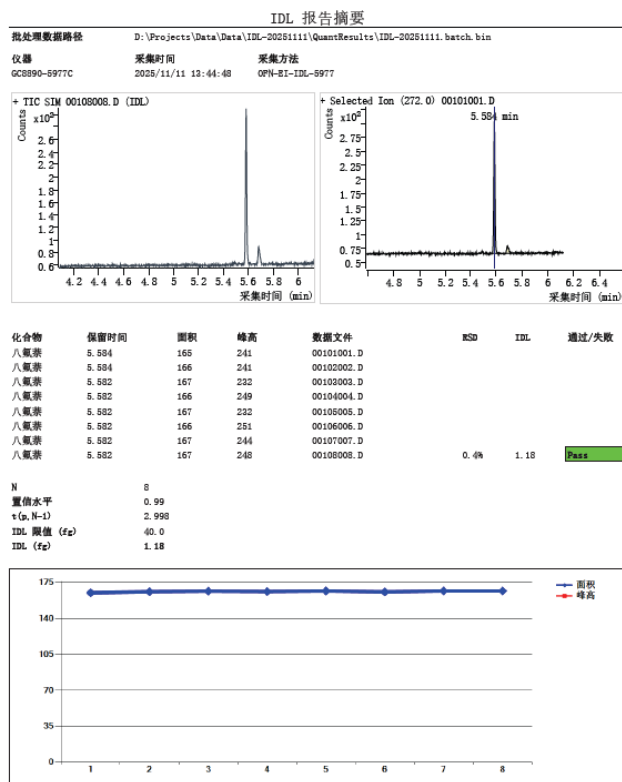 IDL 报告摘要
批处理数据路径 D:\Projects\Data\Data\IDL-20251111\QuantResults\IDL-20251111.batch.bin
仪器 采集时间 采集方法
GC8890-5977C 2025/11/11 13:44:48 OFN-EI-IDL-5977
+ TIC SIM 00108008.D (IDL)
Counts
x10²
2.6
2.4
2.2
2
1.8
1.6
1.4
1.2
1
0.8
0.6
4.2 4.4 4.6 4.8 5 5.2 5.4 5.6 5.8 6
采集时间 (min)
+ Selected Ion (272.0) 00101001.D
Counts
x10²
5.584 min
2.75
2.5
2.25
2
1.75
1.5
1.25
1
0.75
0.5
4.8 5 5.2 5.4 5.6 5.8 6 6.2 6.4
采集时间 (min)
化合物 保留时间 面积 峰高 数据文件 RSD IDL 通过/失败
八氟萘 5.584 165 241 00101001.D
八氟萘 5.584 166 241 00102002.D
八氟萘 5.582 167 232 00103003.D
八氟萘 5.582 166 249 00104004.D
八氟萘 5.582 167 232 00105005.D
八氟萘 5.582 166 251 00106006.D
八氟萘 5.582 167 244 00107007.D
八氟萘 5.582 167 248 00108008.D 0.4% 1.18 Pass
N 8
置信水平 0.99
t(p,N-1) 2.998
IDL 限值 (fg) 40.0
IDL (fg) 1.18
175
140
105
70
35
0
1 2 3 4 5 6 7 8
面积
峰高